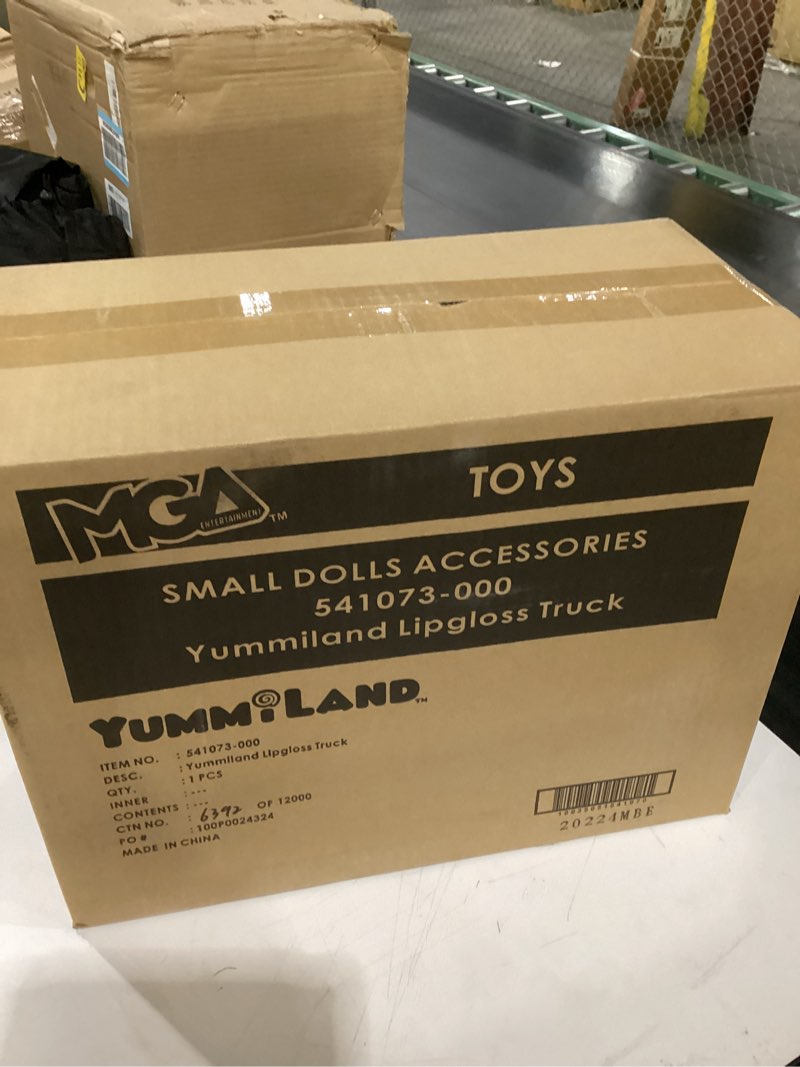 MGA
ENTERTAINMENT
TM
TOYS
SMALL DOLLS ACCESSORIES
541073-000
Yummiland Lipgloss Truck
YUMMiLAND TM
ITEM NO. : 541073-000
DESC. : Yummiland Lipgloss Truck
QTY. : 1 PCS
INNER : ---
CONTENTS : ---
CTN NO. : 6392 OF 12000
PO # : 100P0024324
MADE IN CHINA
20224MBE